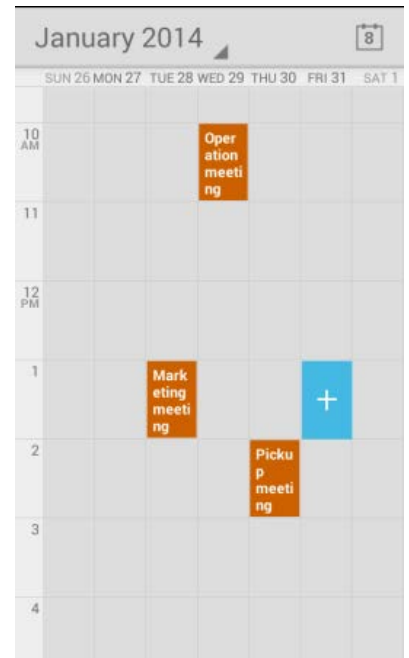 January 2014 8
SUN 26 MON 27 TUE 28 WED 29 THU 30 FRI 31 SAT 1
10
AM
Oper
ation
meeti
ng
11
12
PM
1
Mark
eting
meeti
ng
+
2
Picku
p
meeti
ng
3
4